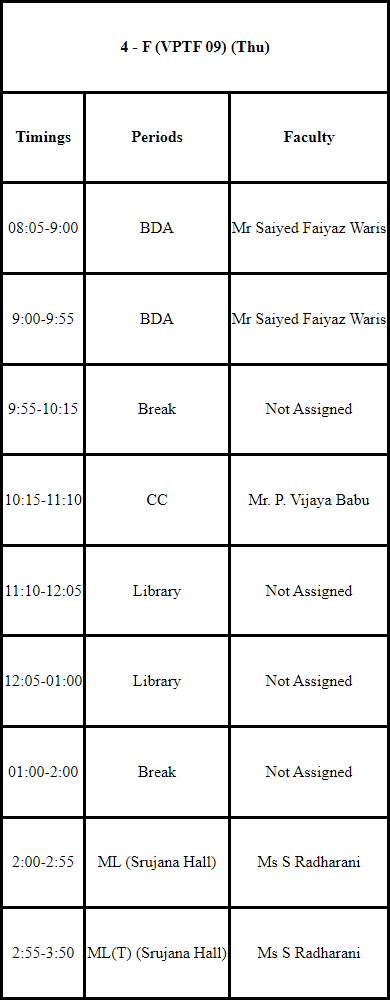 4 - F (VPTF 09) (Thu)
Timings Periods Faculty
08:05-9:00 BDA Mr Saiyed Faiyaz Waris
9:00-9:55 BDA Mr Saiyed Faiyaz Waris
9:55-10:15 Break Not Assigned
10:15-11:10 CC Mr. P. Vijaya Babu
11:10-12:05 Library Not Assigned
12:05-01:00 Library Not Assigned
01:00-2:00 Break Not Assigned
2:00-2:55 ML (Srujana Hall) Ms S Radharani
2:55-3:50 ML(T) (Srujana Hall) Ms S Radharani